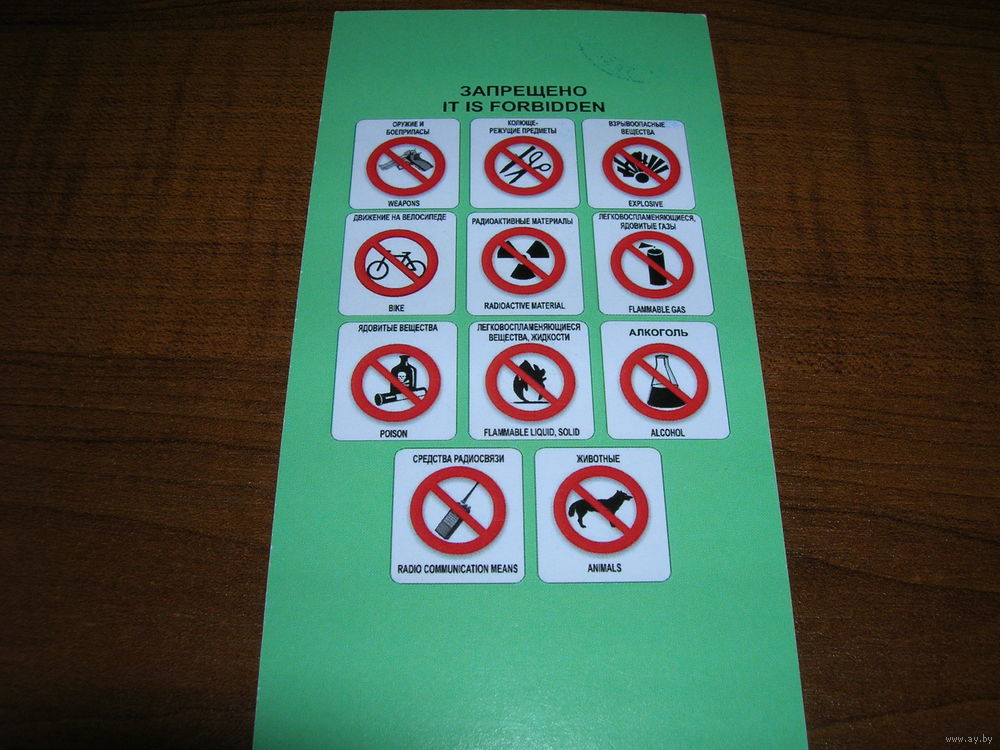 ЗАПРЕЩЕНО
IT IS FORBIDDEN
ОРУЖИЕ И
БОЕПРИПАСЫ
WEAPONS
КОЛЮЩЕ-
РЕЖУЩИЕ ПРЕДМЕТЫ
ВЗРЫВООПАСНЫЕ
ВЕЩЕСТВА
EXPLOSIVE
ДВИЖЕНИЕ НА ВЕЛОСИПЕДЕ
BIKE
РАДИОАКТИВНЫЕ МАТЕРИАЛЫ
RADIOACTIVE MATERIAL
ЛЕГКОВОСПЛАМЕНЯЮЩИЕСЯ,
ЯДОВИТЫЕ ГАЗЫ
FLAMMABLE GAS
ЯДОВИТЫЕ ВЕЩЕСТВА
POISON
ЛЕГКОВОСПЛАМЕНЯЮЩИЕСЯ
ВЕЩЕСТВА, ЖИДКОСТИ
FLAMMABLE LIQUID, SOLID
АЛКОГОЛЬ
ALCOHOL
СРЕДСТВА РАДИОСВЯЗИ
RADIO COMMUNICATION MEANS
ЖИВОТНЫЕ
ANIMALS
www.ay.by